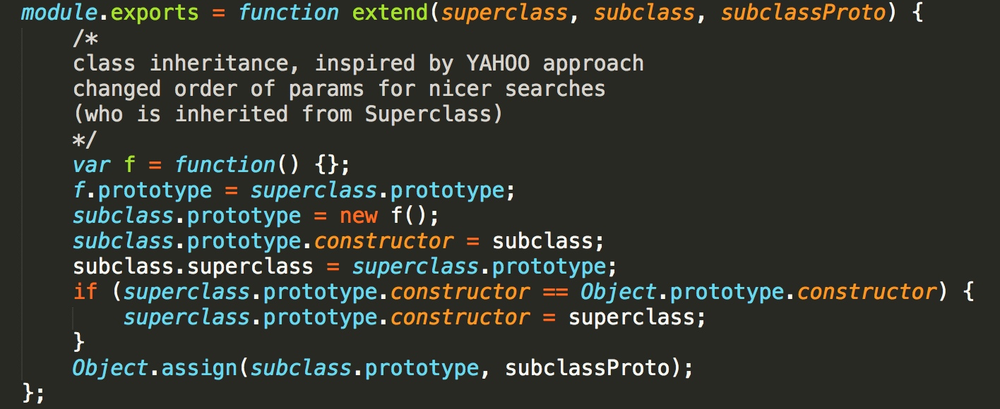 module.exports = function extend(superclass, subclass, subclassProto) {
/*
class inheritance, inspired by YAHOO approach
changed order of params for nicer searches
(who is inherited from Superclass)
*/
var f = function() {};
f.prototype = superclass.prototype;
subclass.prototype = new f();
subclass.prototype.constructor = subclass;
subclass.superclass = superclass.prototype;
if (superclass.prototype.constructor == Object.prototype.constructor) {
superclass.prototype.constructor = superclass;
}
Object.assign(subclass.prototype, subclassProto);
};